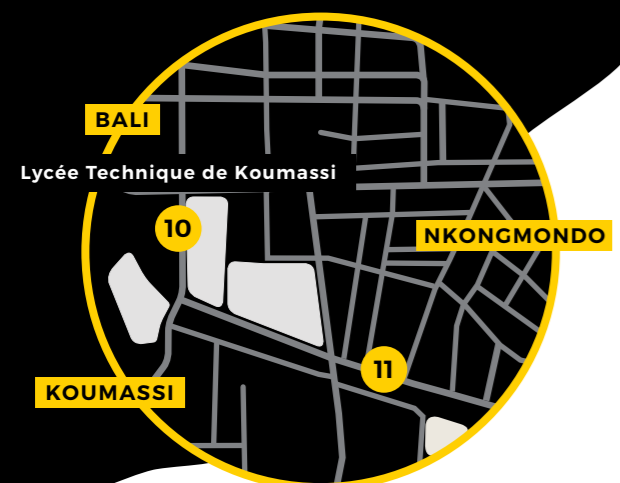 BALI
Lycée Technique de Koumassi
10
NKONGMONDO
11
KOUMASSI